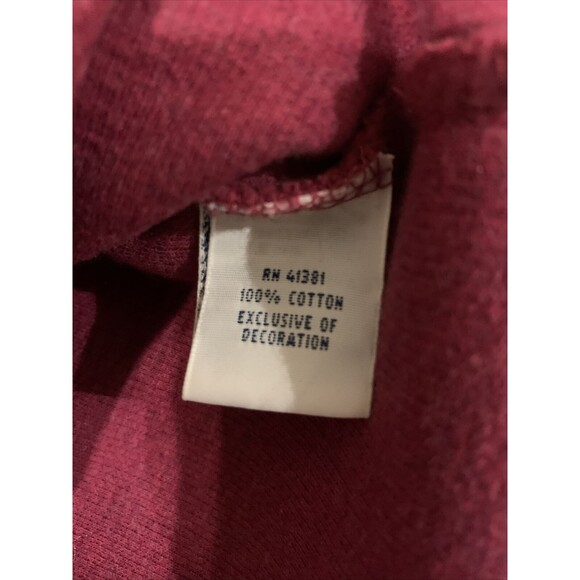 RN 41381
100% COTTON
EXCLUSIVE OF
DECORATION